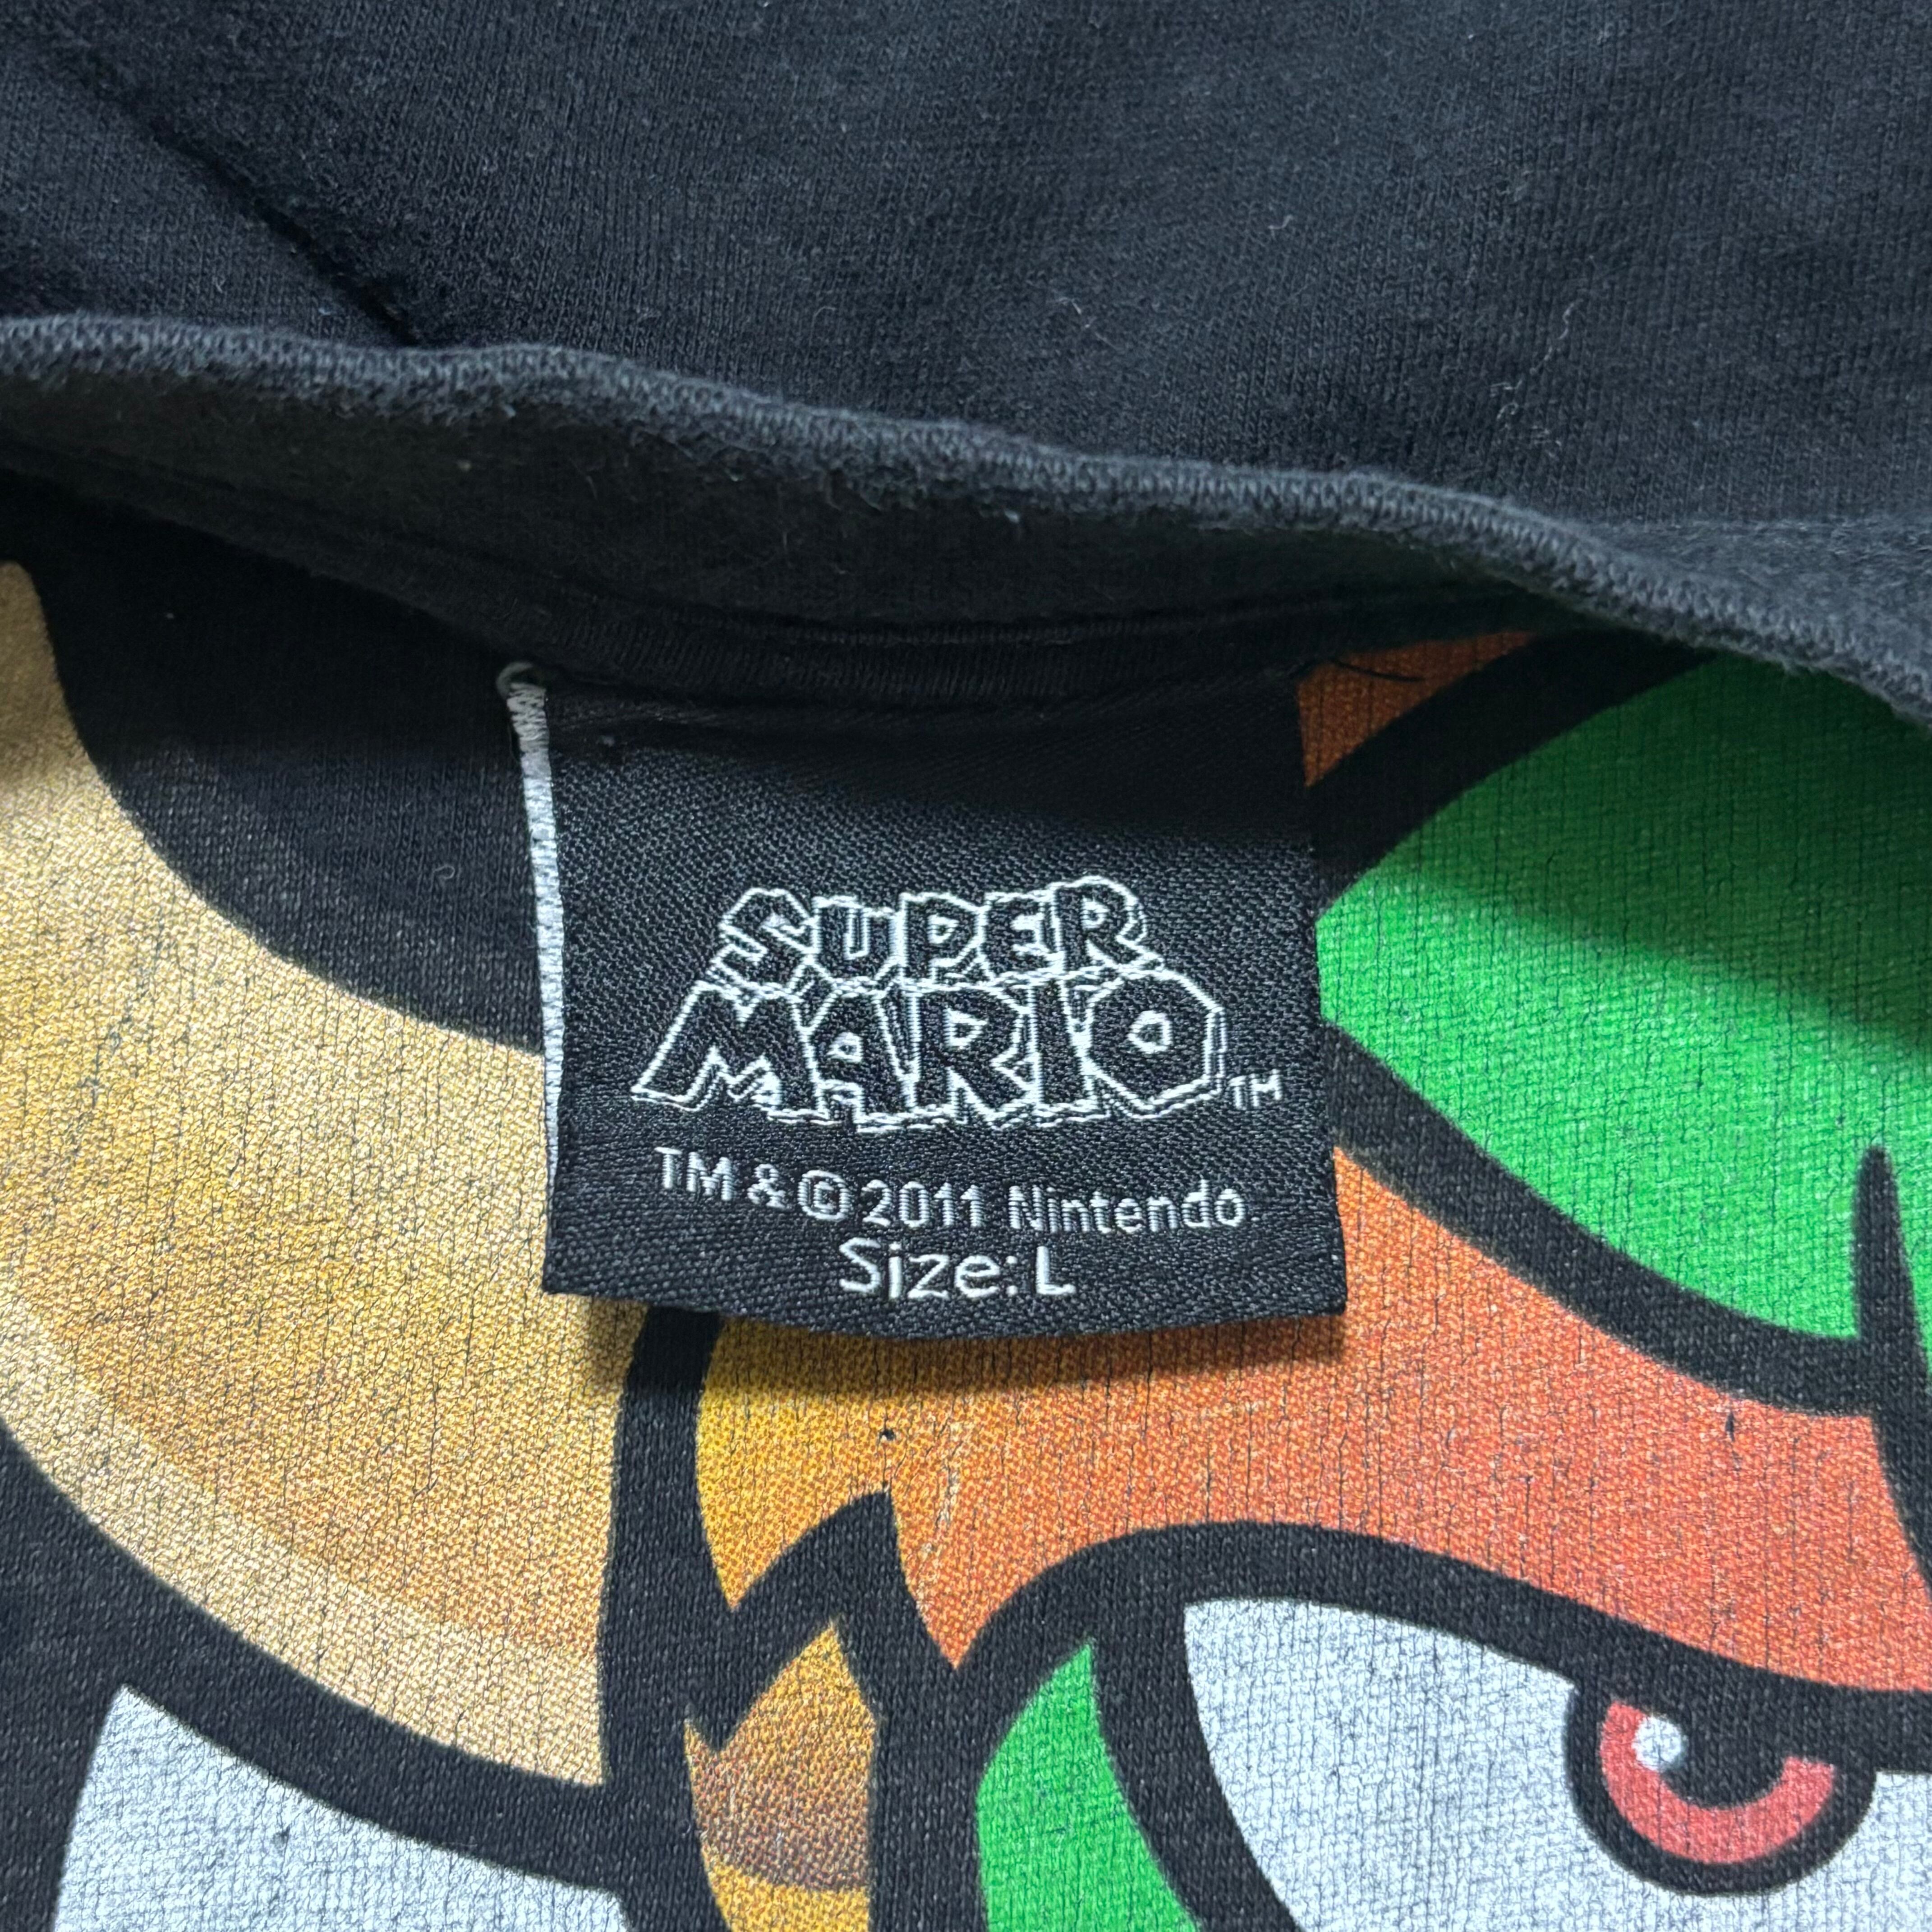 SUPER
MARIO TM
TM & © 2011 Nintendo
Size: L